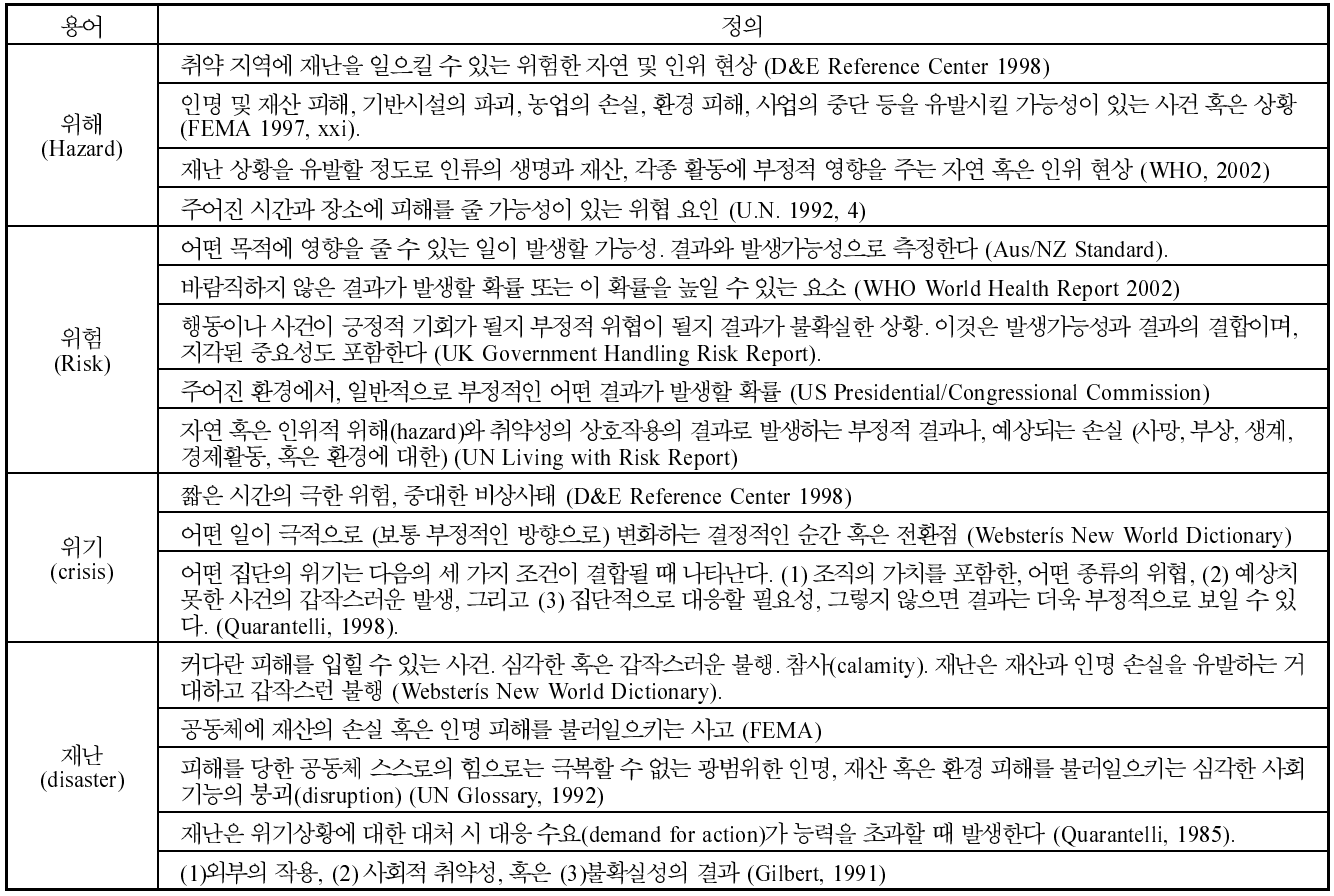 용어 정의
위해
(Hazard)
취약 지역에 재난을 일으킬 수 있는 위험한 자연 및 인위 현상 (D&E Reference Center 1998)
인명 및 재산 피해, 기반시설의 파괴, 농업의 손실, 환경 피해, 사업의 중단 등을 유발시킬 가능성이 있는 사건 혹은 상황
(FEMA 1997, xxi).
재난 상황을 유발할 정도로 인류의 생명과 재산, 각종 활동에 부정적 영향을 주는 자연 혹은 인위 현상 (WHO, 2002)
주어진 시간과 장소에 피해를 줄 가능성이 있는 위협 요인 (U.N. 1992, 4)
위험
(Risk)
어떤 목적에 영향을 줄 수 있는 일이 발생할 가능성. 결과와 발생가능성으로 측정한다 (Aus/NZ Standard).
바람직하지 않은 결과가 발생할 확률 또는 이 확률을 높일 수 있는 요소 (WHO World Health Report 2002)
행동이나 사건이 긍정적 기회가 될지 부정적 위협이 될지 결과가 불확실한 상황. 이것은 발생가능성과 결과의 결합이며,
지각된 중요성도 포함한다 (UK Government Handling Risk Report).
주어진 환경에서, 일반적으로 부정적인 어떤 결과가 발생할 확률 (US Presidential/Congressional Commission)
자연 혹은 인위적 위해(hazard)와 취약성의 상호작용의 결과로 발생하는 부정적 결과나, 예상되는 손실 (사망, 부상, 생계,
경제활동, 혹은 환경에 대한) (UN Living with Risk Report)
위기
(crisis)
짧은 시간의 극한 위험, 중대한 비상사태 (D&E Reference Center 1998)
어떤 일이 극적으로 (보통 부정적인 방향으로) 변화하는 결정적인 순간 혹은 전환점 (Websterís New World Dictionary)
어떤 집단의 위기는 다음의 세 가지 조건이 결합될 때 나타난다. (1) 조직의 가치를 포함한, 어떤 종류의 위협, (2) 예상치
못한 사건의 갑작스러운 발생, 그리고 (3) 집단적으로 대응할 필요성, 그렇지 않으면 결과는 더욱 부정적으로 보일 수 있
다. (Quarantelli, 1998).
재난
(disaster)
커다란 피해를 입힐 수 있는 사건. 심각한 혹은 갑작스러운 불행. 참사(calamity). 재난은 재산과 인명 손실을 유발하는 거
대하고 갑작스런 불행 (Websterís New World Dictionary).
공동체에 재산의 손실 혹은 인명 피해를 불러일으키는 사고 (FEMA)
피해를 당한 공동체 스스로의 힘으로는 극복할 수 없는 광범위한 인명, 재산 혹은 환경 피해를 불러일으키는 심각한 사회
기능의 붕괴(disruption) (UN Glossary, 1992)
재난은 위기상황에 대한 대처 시 대응 수요(demand for action)가 능력을 초과할 때 발생한다 (Quarantelli, 1985).
(1)외부의 작용, (2) 사회적 취약성, 혹은 (3)불확실성의 결과 (Gilbert, 1991)